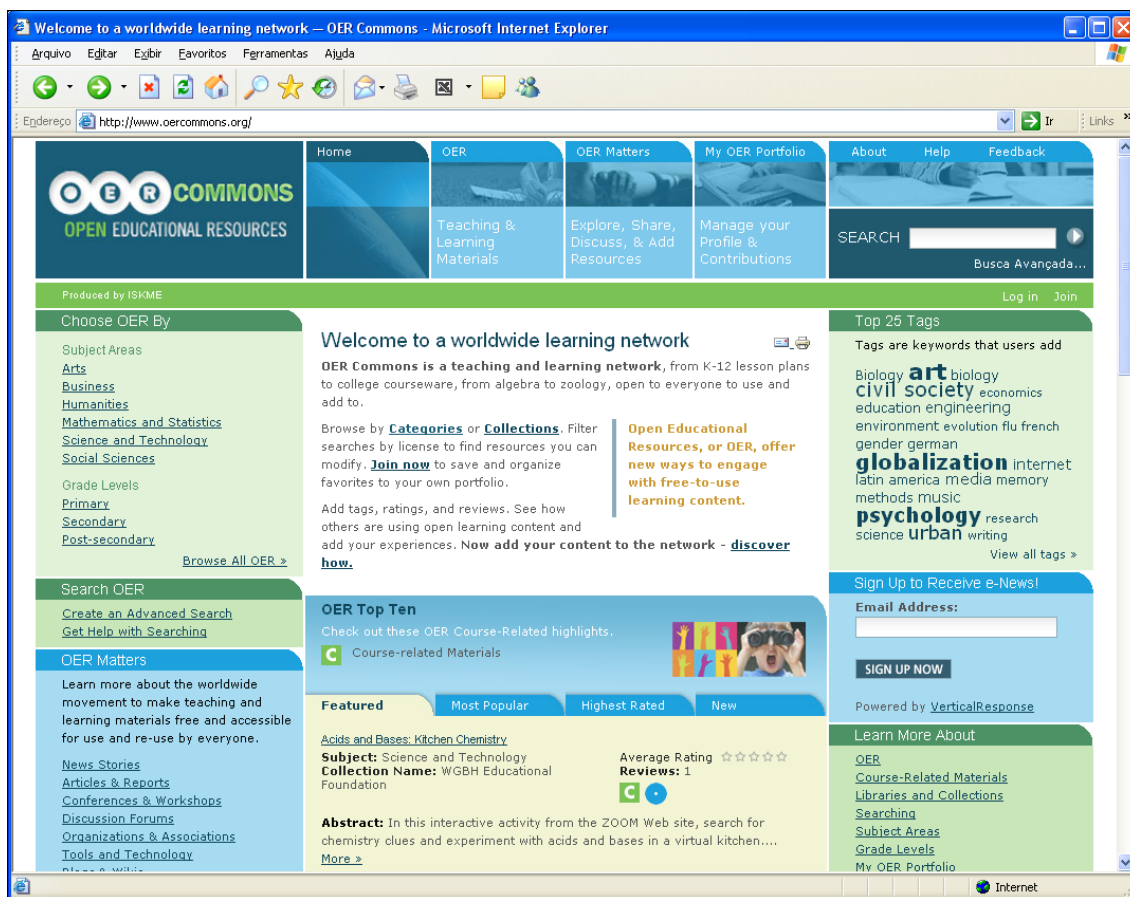 Welcome to a worldwide learning network — OER Commons - Microsoft Internet Explorer
Arquivo Editar Exibir Favoritos Ferramentas Ajuda
Endereço http://www.oercommons.org/ Ir Links »
OER COMMONS
OPEN EDUCATIONAL RESOURCES
Home
OER
Teaching &
Learning
Materials
OER Matters
Explore, Share,
Discuss, & Add
Resources
My OER Portfolio
Manage your
Profile &
Contributions
About Help Feedback
SEARCH
Busca Avançada...
Produced by ISKME
Log in Join
Choose OER By
Subject Areas
Arts
Business
Humanities
Mathematics and Statistics
Science and Technology
Social Sciences
Grade Levels
Primary
Secondary
Post-secondary
Browse All OER »
Search OER
Create an Advanced Search
Get Help with Searching
OER Matters
Learn more about the worldwide
movement to make teaching and
learning materials free and accessible
for use and re-use by everyone.
News Stories
Articles & Reports
Conferences & Workshops
Discussion Forums
Organizations & Associations
Tools and Technology
Blogs & Wikis
Welcome to a worldwide learning network
OER Commons is a teaching and learning network, from K-12 lesson plans
to college courseware, from algebra to zoology, open to everyone to use and
add to.
Browse by Categories or Collections. Filter
searches by license to find resources you can
modify. Join now to save and organize
favorites to your own portfolio.
Add tags, ratings, and reviews. See how
others are using open learning content and
add your experiences. Now add your content to the network - discover
how.
Open Educational
Resources, or OER, offer
new ways to engage
with free-to-use
learning content.
OER Top Ten
Check out these OER Course-Related highlights.
C Course-related Materials
Featured Most Popular Highest Rated New
Acids and Bases: Kitchen Chemistry
Subject: Science and Technology
Collection Name: WGBH Educational
Foundation
Average Rating
Reviews: 1
C
Abstract: In this interactive activity from the ZOOM Web site, search for
chemistry clues and experiment with acids and bases in a virtual kitchen....
More »
Top 25 Tags
Tags are keywords that users add
Biology art biology
civil society economics
education engineering
environment evolution flu french
gender german
globalization internet
latin america media memory
methods music
psychology research
science urban writing
View all tags »
Sign Up to Receive e-News!
Email Address:
SIGN UP NOW
Powered by VerticalResponse
Learn More About
OER
Course-Related Materials
Libraries and Collections
Searching
Subject Areas
Grade Levels
My OER Portfolio
Internet